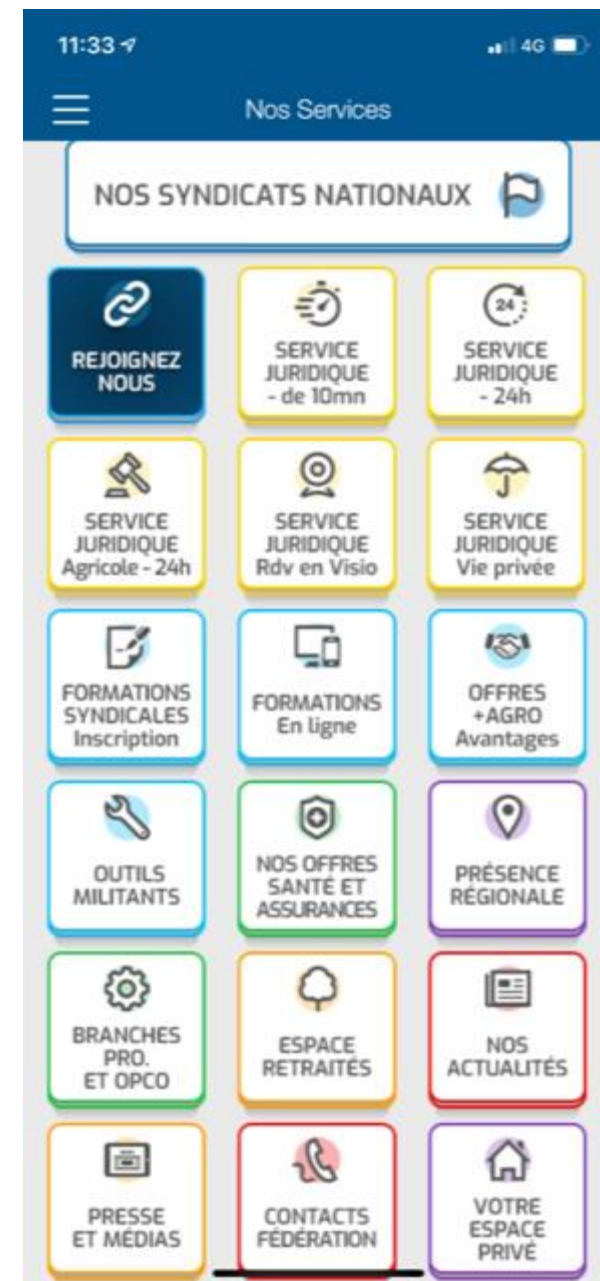 11:33
4G
Nos Services
NOS SYNDICATS NATIONAUX
REJOIGNEZ
NOUS
SERVICE
JURIDIQUE
- de 10mn
24
SERVICE
JURIDIQUE
- 24h
SERVICE
JURIDIQUE
Agricole - 24h
SERVICE
JURIDIQUE
Rdv en Visio
SERVICE
JURIDIQUE
Vie privée
FORMATIONS
SYNDICALES
Inscription
FORMATIONS
En ligne
OFFRES
+AGRO
Avantages
OUTILS
MILITANTS
NOS OFFRES
SANTÉ ET
ASSURANCES
PRÉSENCE
RÉGIONALE
BRANCHES
PRO.
ET OPCO
ESPACE
RETRAITÉS
NOS
ACTUALITÉS
PRESSE
ET MÉDIAS
CONTACTS
FÉDÉRATION
VOTRE
ESPACE
PRIVÉ